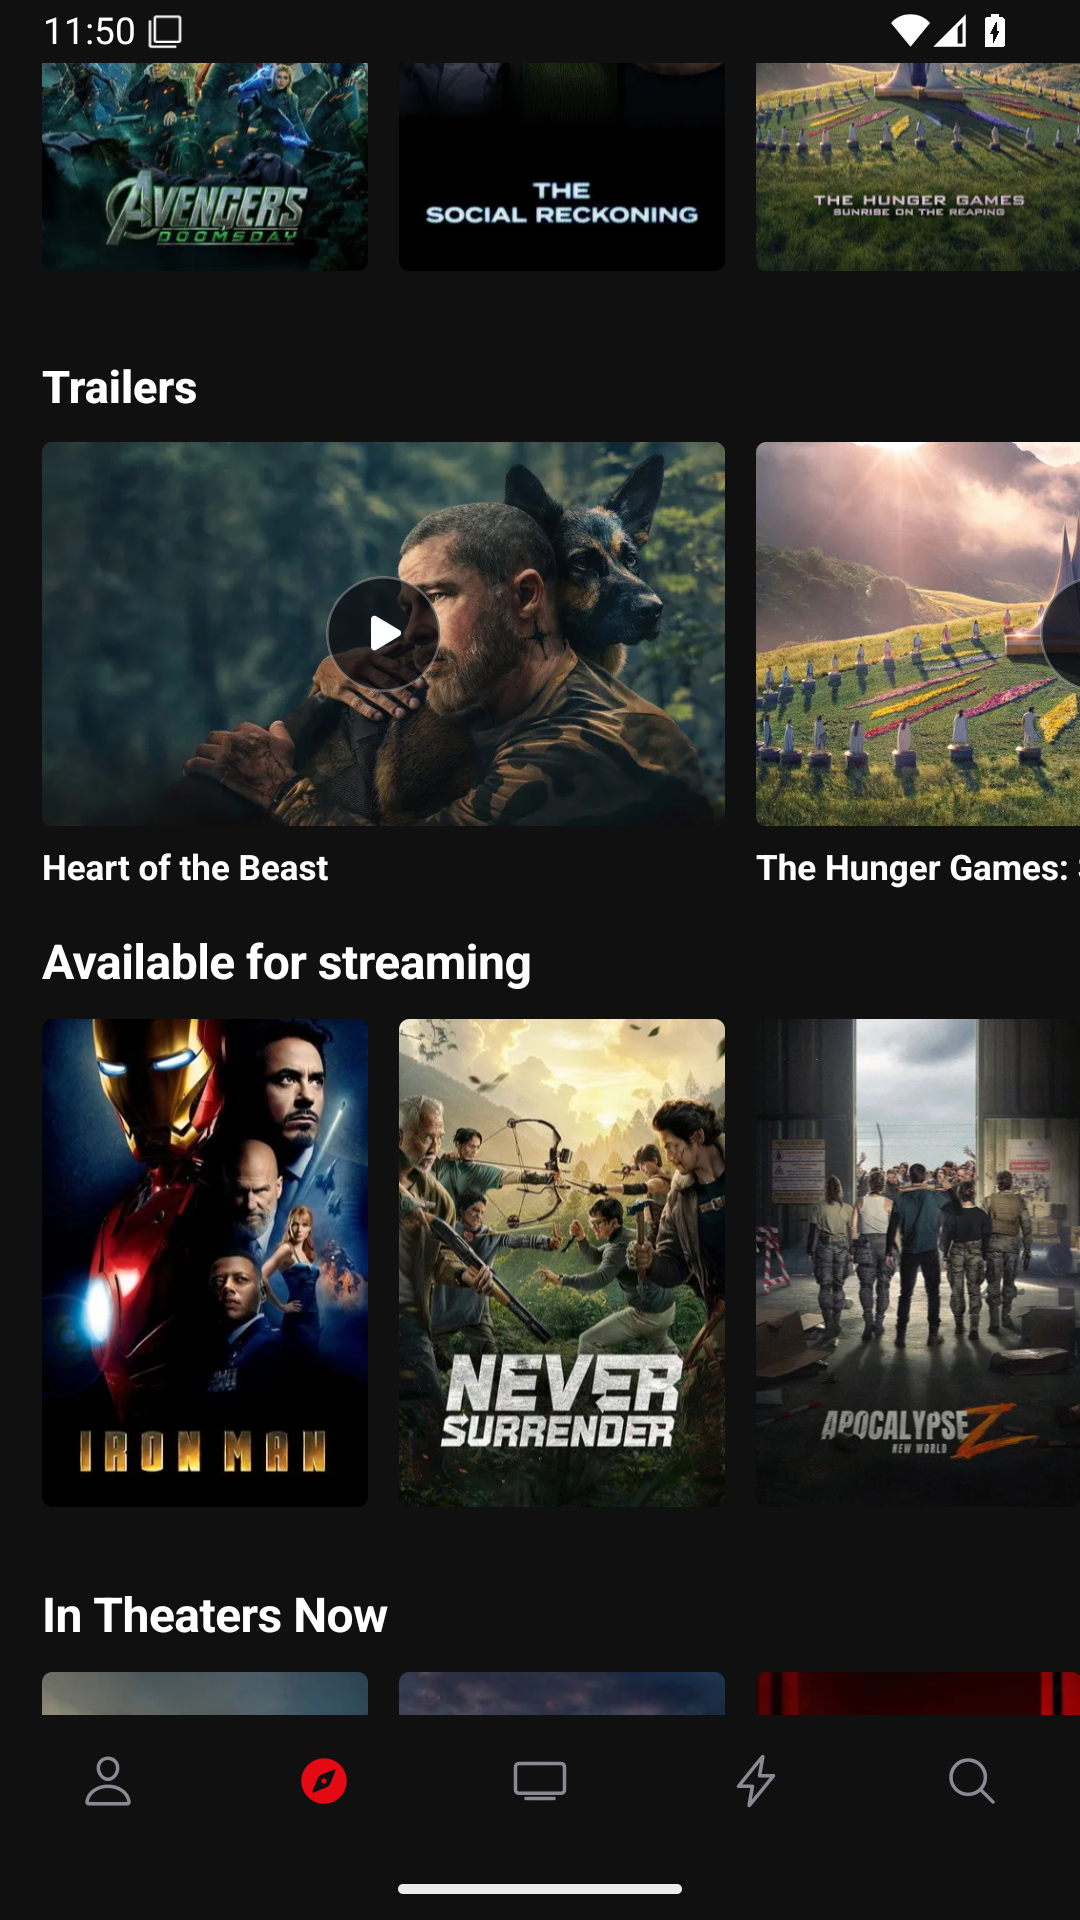 11:50
AVENGERS
DOOMSDAY
THE
SOCIAL RECKONING
THE HUNGER GAMES
SUNRISE ON THE REAPING
Trailers
Heart of the Beast
The Hunger Games:
Available for streaming
IRON MAN
NEVER
SURRENDER
APOCALYPSE Z
NEW WORLD
In Theaters Now